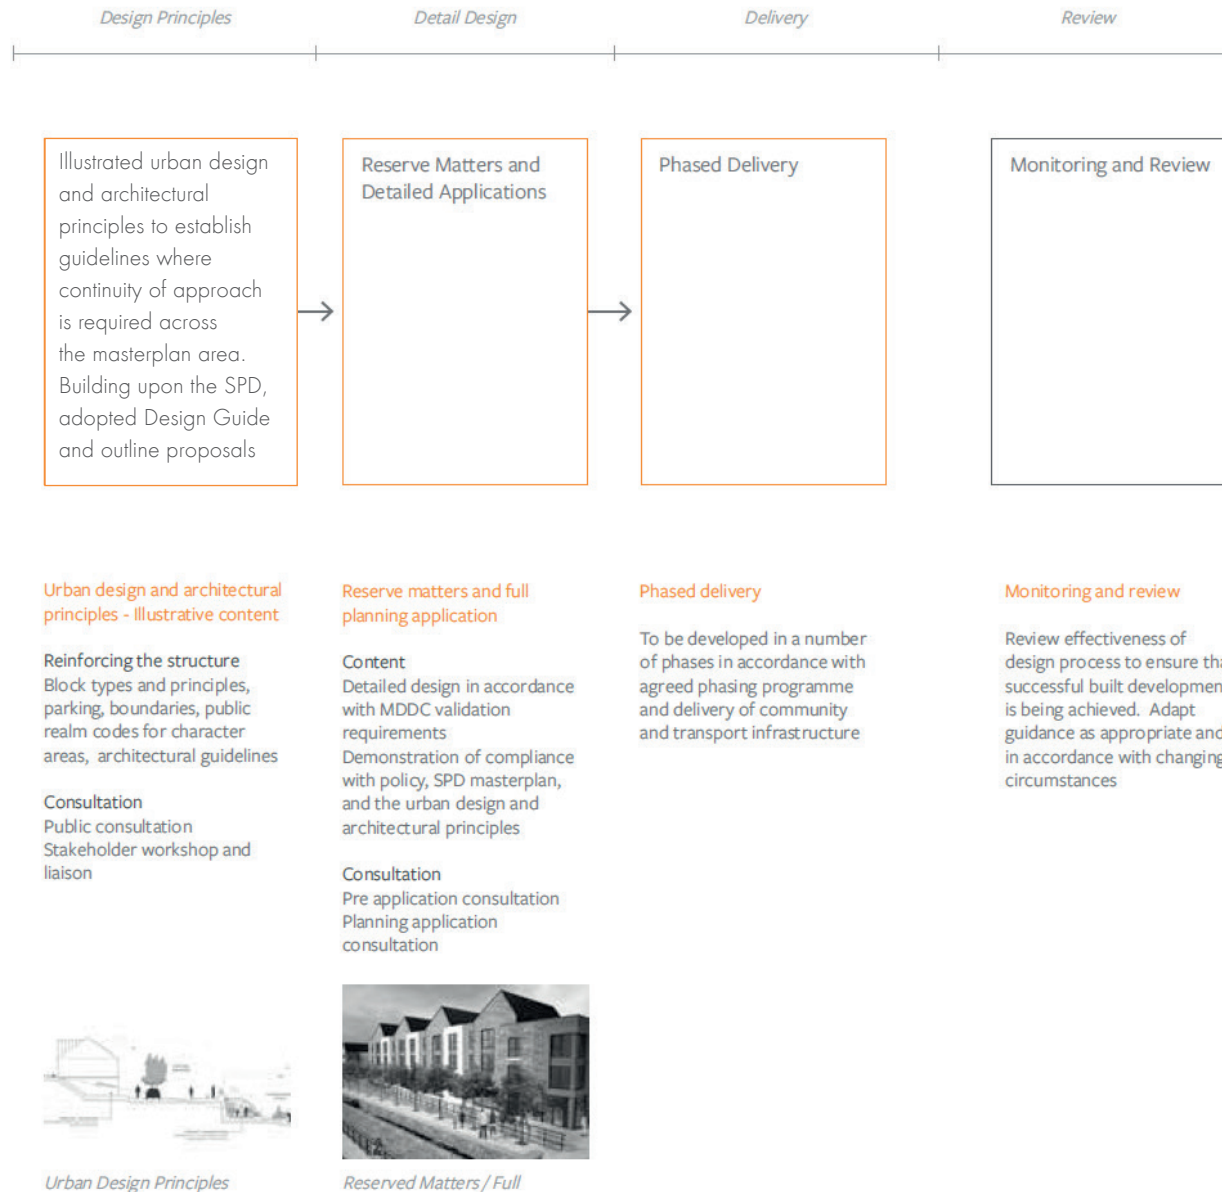 Design Principles
Detail Design
Delivery
Review
Illustrated urban design
and architectural
principles to establish
guidelines where
continuity of approach
is required across
the masterplan area.
Building upon the SPD,
adopted Design Guide
and outline proposals
Reserve Matters and
Detailed Applications
Phased Delivery
Monitoring and Review
Urban design and architectural
principles - Illustrative content
Reinforcing the structure
Block types and principles,
parking, boundaries, public
realm codes for character
areas, architectural guidelines
Consultation
Public consultation
Stakeholder workshop and
liaison
Urban Design Principles
Reserve matters and full
planning application
Content
Detailed design in accordance
with MDDC validation
requirements
Demonstration of compliance
with policy, SPD masterplan,
and the urban design and
architectural principles
Consultation
Pre application consultation
Planning application
consultation
Reserved Matters / Full
Phased delivery
To be developed in a number
of phases in accordance with
agreed phasing programme
and delivery of community
and transport infrastructure
Monitoring and review
Review effectiveness of
design process to ensure tha
successful built developmen
is being achieved. Adapt
guidance as appropriate and
in accordance with changing
circumstances